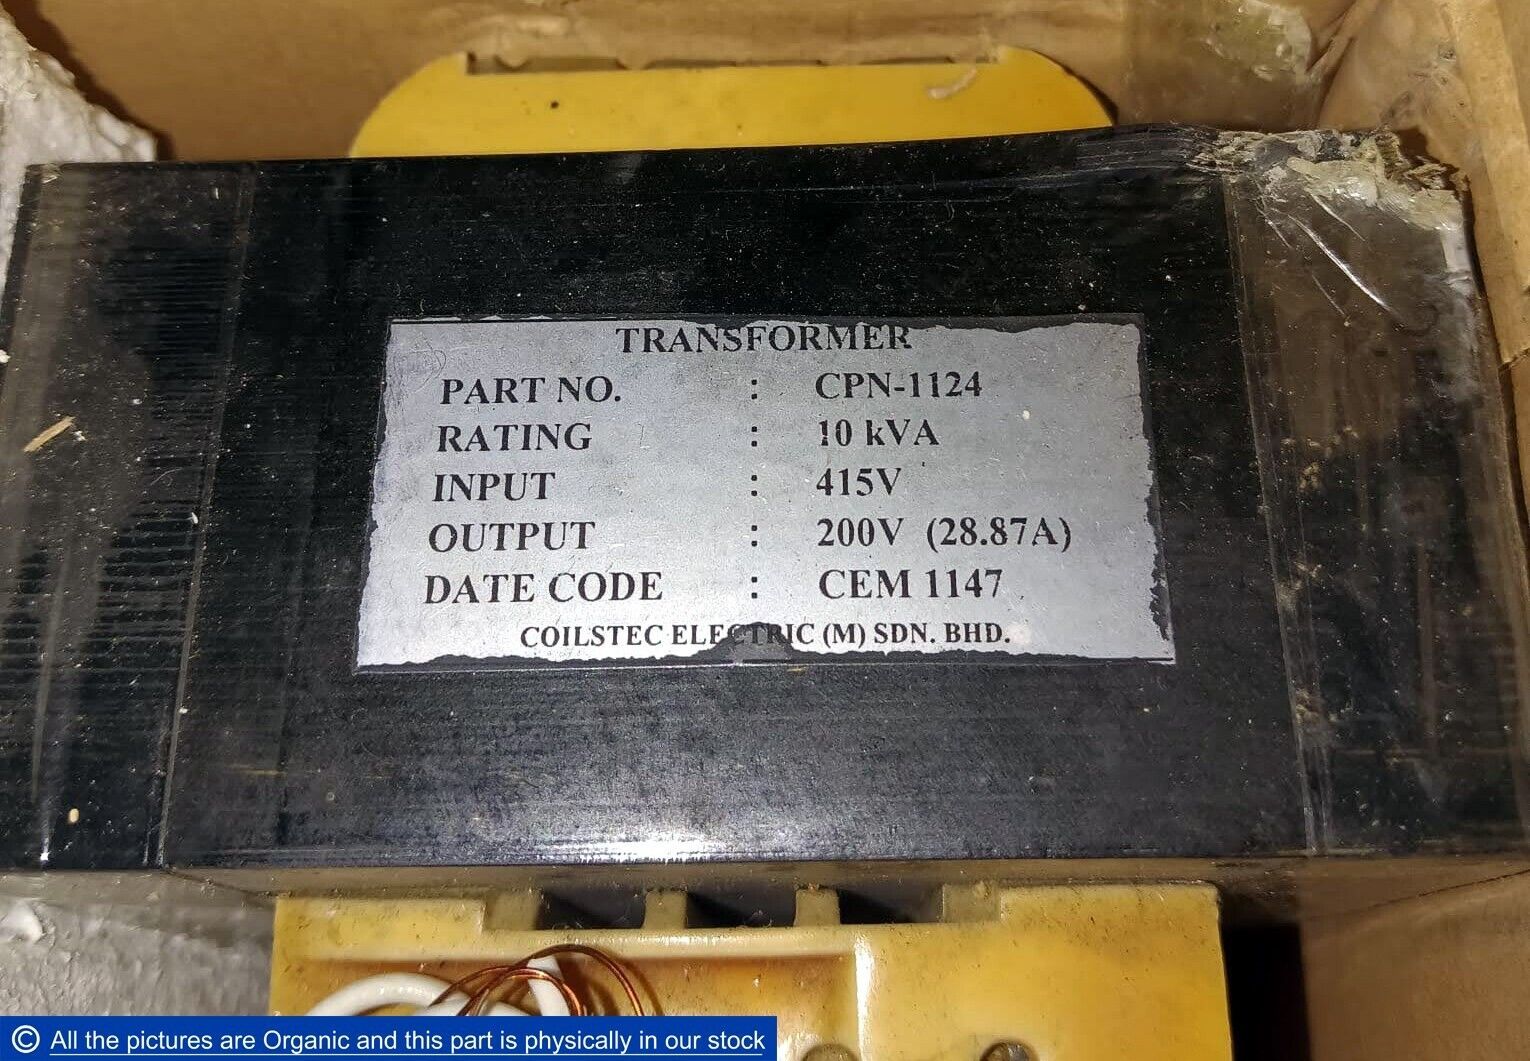 TRANSFORMER
PART NO. : CPN-1124
RATING : 10 kVA
INPUT : 415V
OUTPUT : 200V (28.87A)
DATE CODE : CEM 1147
COILSTEC ELECTRIC (M) SDN. BHD.
© All the pictures are Organic and this part is physically in our stock